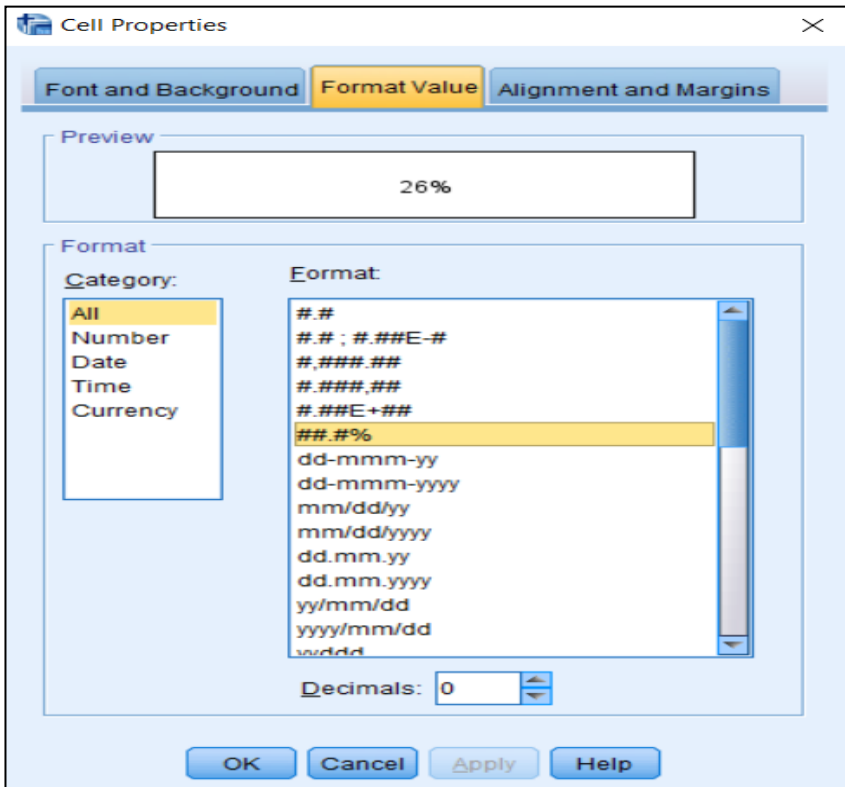 Cell Properties
Font and Background Format Value Alignment and Margins
Preview
26%
Format
Category:
All
Number
Date
Time
Currency
Format:
#.#
#.# ; #.##E-#
#,###.##
#.###,##
#.##E+##
##.#%
dd-mmm-yy
dd-mmm-yyyy
mm/dd/yy
mm/dd/yyyy
dd.mm.yy
dd.mm.yyyy
yy/mm/dd
yyyy/mm/dd
yyddd
Decimals: 0
OK Cancel Apply Help